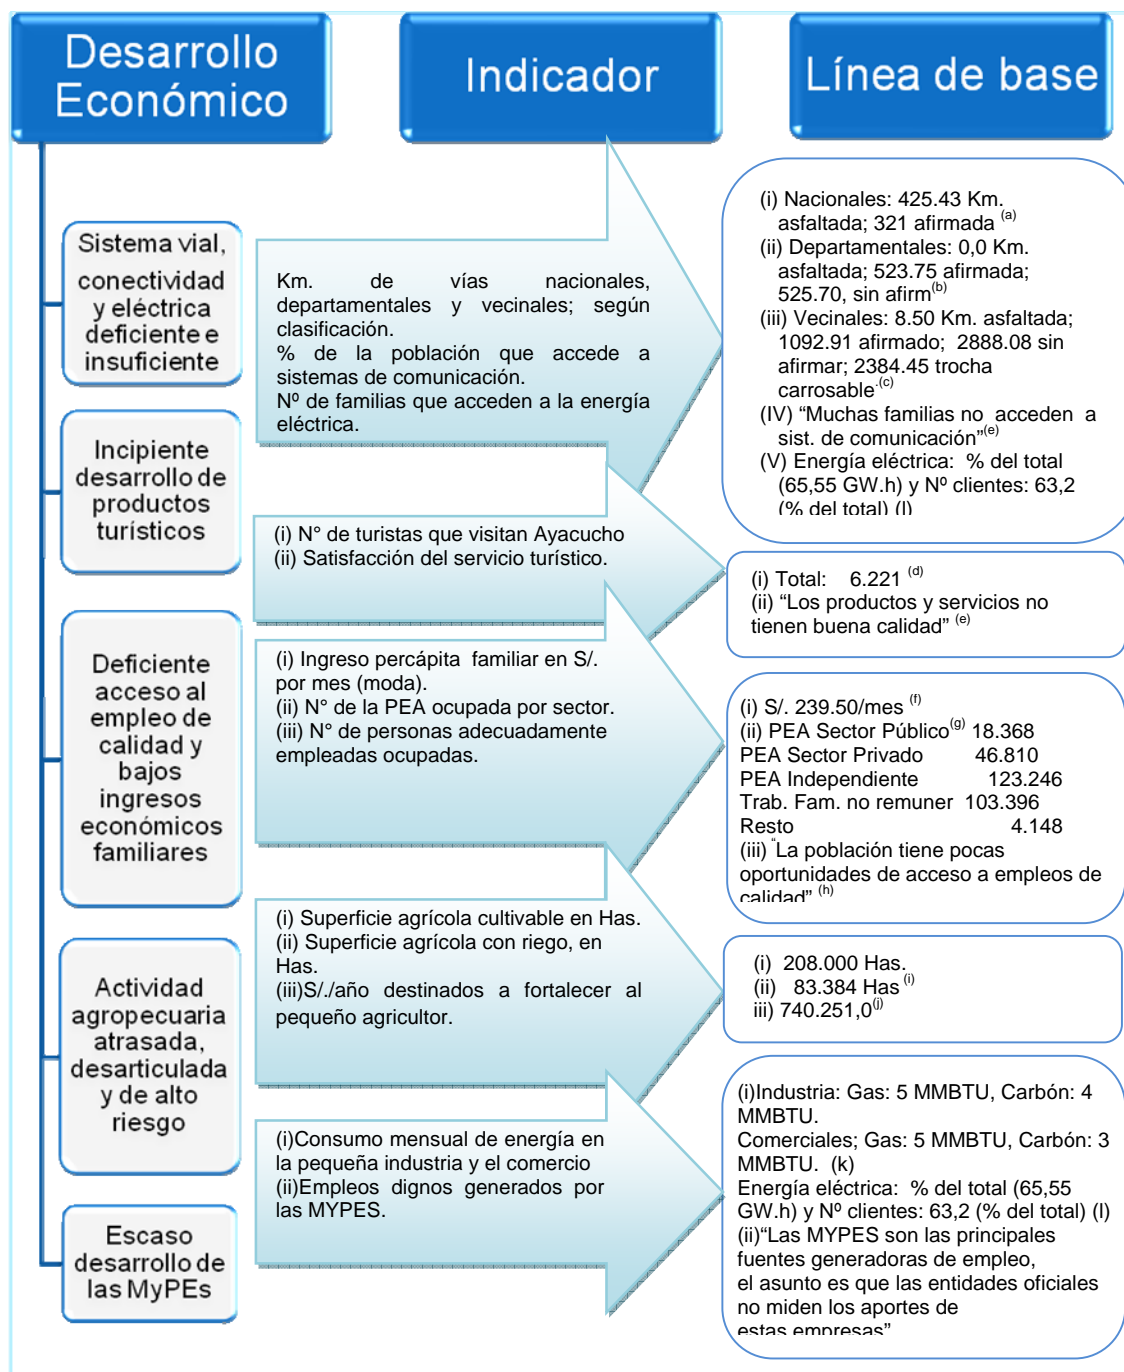 Desarrollo
Económico
Indicador
Línea de base
Sistema vial,
conectividad
y eléctrica
deficiente e
insuficiente
Km. de vías nacionales,
departamentales y vecinales; según
clasificación.
% de la población que accede a
sistemas de comunicación.
Nº de familias que acceden a la energía
eléctrica.
(i) Nacionales: 425.43 Km.
asfaltada; 321 afirmada (a)
(ii) Departamentales: 0,0 Km.
asfaltada; 523.75 afirmada;
525.70, sin afirm(b)
(iii) Vecinales: 8.50 Km. asfaltada;
1092.91 afirmado; 2888.08 sin
afirmar; 2384.45 trocha
carrosable.(c)
(IV) “Muchas familias no acceden a
sist. de comunicación”(e)
(V) Energía eléctrica: % del total
(65,55 GW.h) y Nº clientes: 63,2
(% del total) (l)
Incipiente
desarrollo de
productos
turísticos
(i) N° de turistas que visitan Ayacucho
(ii) Satisfacción del servicio turístico.
(i) Total: 6.221 (d)
(ii) “Los productos y servicios no
tienen buena calidad” (e)
Deficiente
acceso al
empleo de
calidad y
bajos
ingresos
económicos
familiares
(i) Ingreso percápita familiar en S/.
por mes (moda).
(ii) N° de la PEA ocupada por sector.
(iii) N° de personas adecuadamente
empleadas ocupadas.
(i) S/. 239.50/mes (f)
(ii) PEA Sector Público(g) 18.368
PEA Sector Privado 46.810
PEA Independiente 123.246
Trab. Fam. no remuner 103.396
Resto 4.148
(iii) “La población tiene pocas
oportunidades de acceso a empleos de
calidad” (h)
Actividad
agropecuaria
atrasada,
desarticulada
y de alto
riesgo
(i) Superficie agrícola cultivable en Has.
(ii) Superficie agrícola con riego, en
Has.
(iii)S/./año destinados a fortalecer al
pequeño agricultor.
(i) 208.000 Has.
(ii) 83.384 Has (i)
iii) 740.251,0(j)
Escaso
desarrollo de
las MyPEs
(i)Consumo mensual de energía en
la pequeña industria y el comercio
(ii)Empleos dignos generados por
las MYPES.
(i)Industria: Gas: 5 MMBTU, Carbón: 4
MMBTU.
Comerciales; Gas: 5 MMBTU, Carbón: 3
MMBTU. (k)
Energía eléctrica: % del total (65,55
GW.h) y Nº clientes: 63,2 (% del total) (l)
(ii)“Las MYPES son las principales
fuentes generadoras de empleo,
el asunto es que las entidades oficiales
no miden los aportes de
estas empresas”